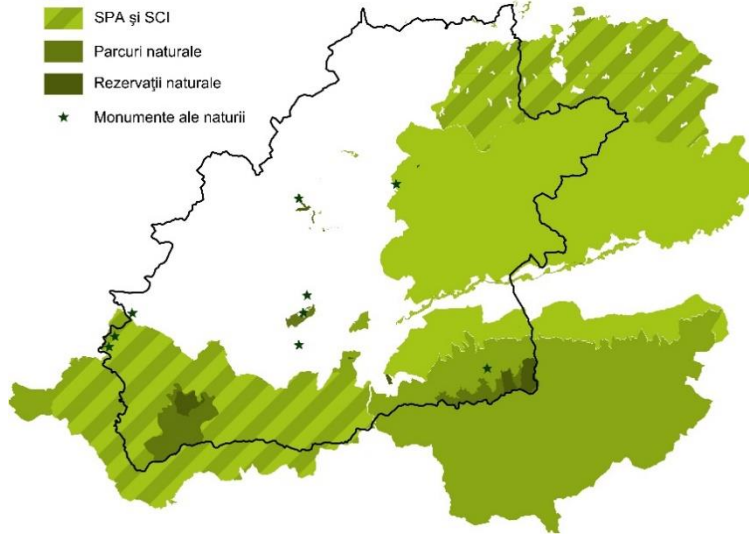 SPA și SCI
Parcuri naturale
Rezervații naturale
Monumente ale naturii